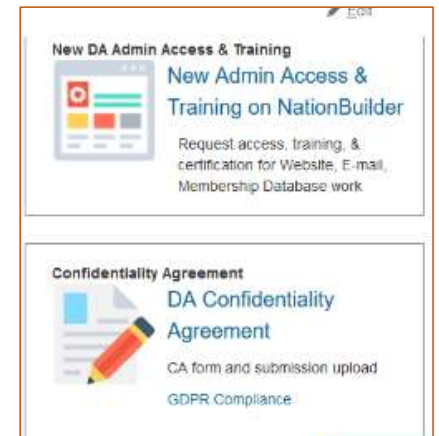 Edit
New DA Admin Access & Training
New Admin Access &
Training on NationBuilder
Request access, training, &
certification for Website, E-mail,
Membership Database work
Confidentiality Agreement
DA Confidentiality
Agreement
CA form and submission upload
GDPR Compliance